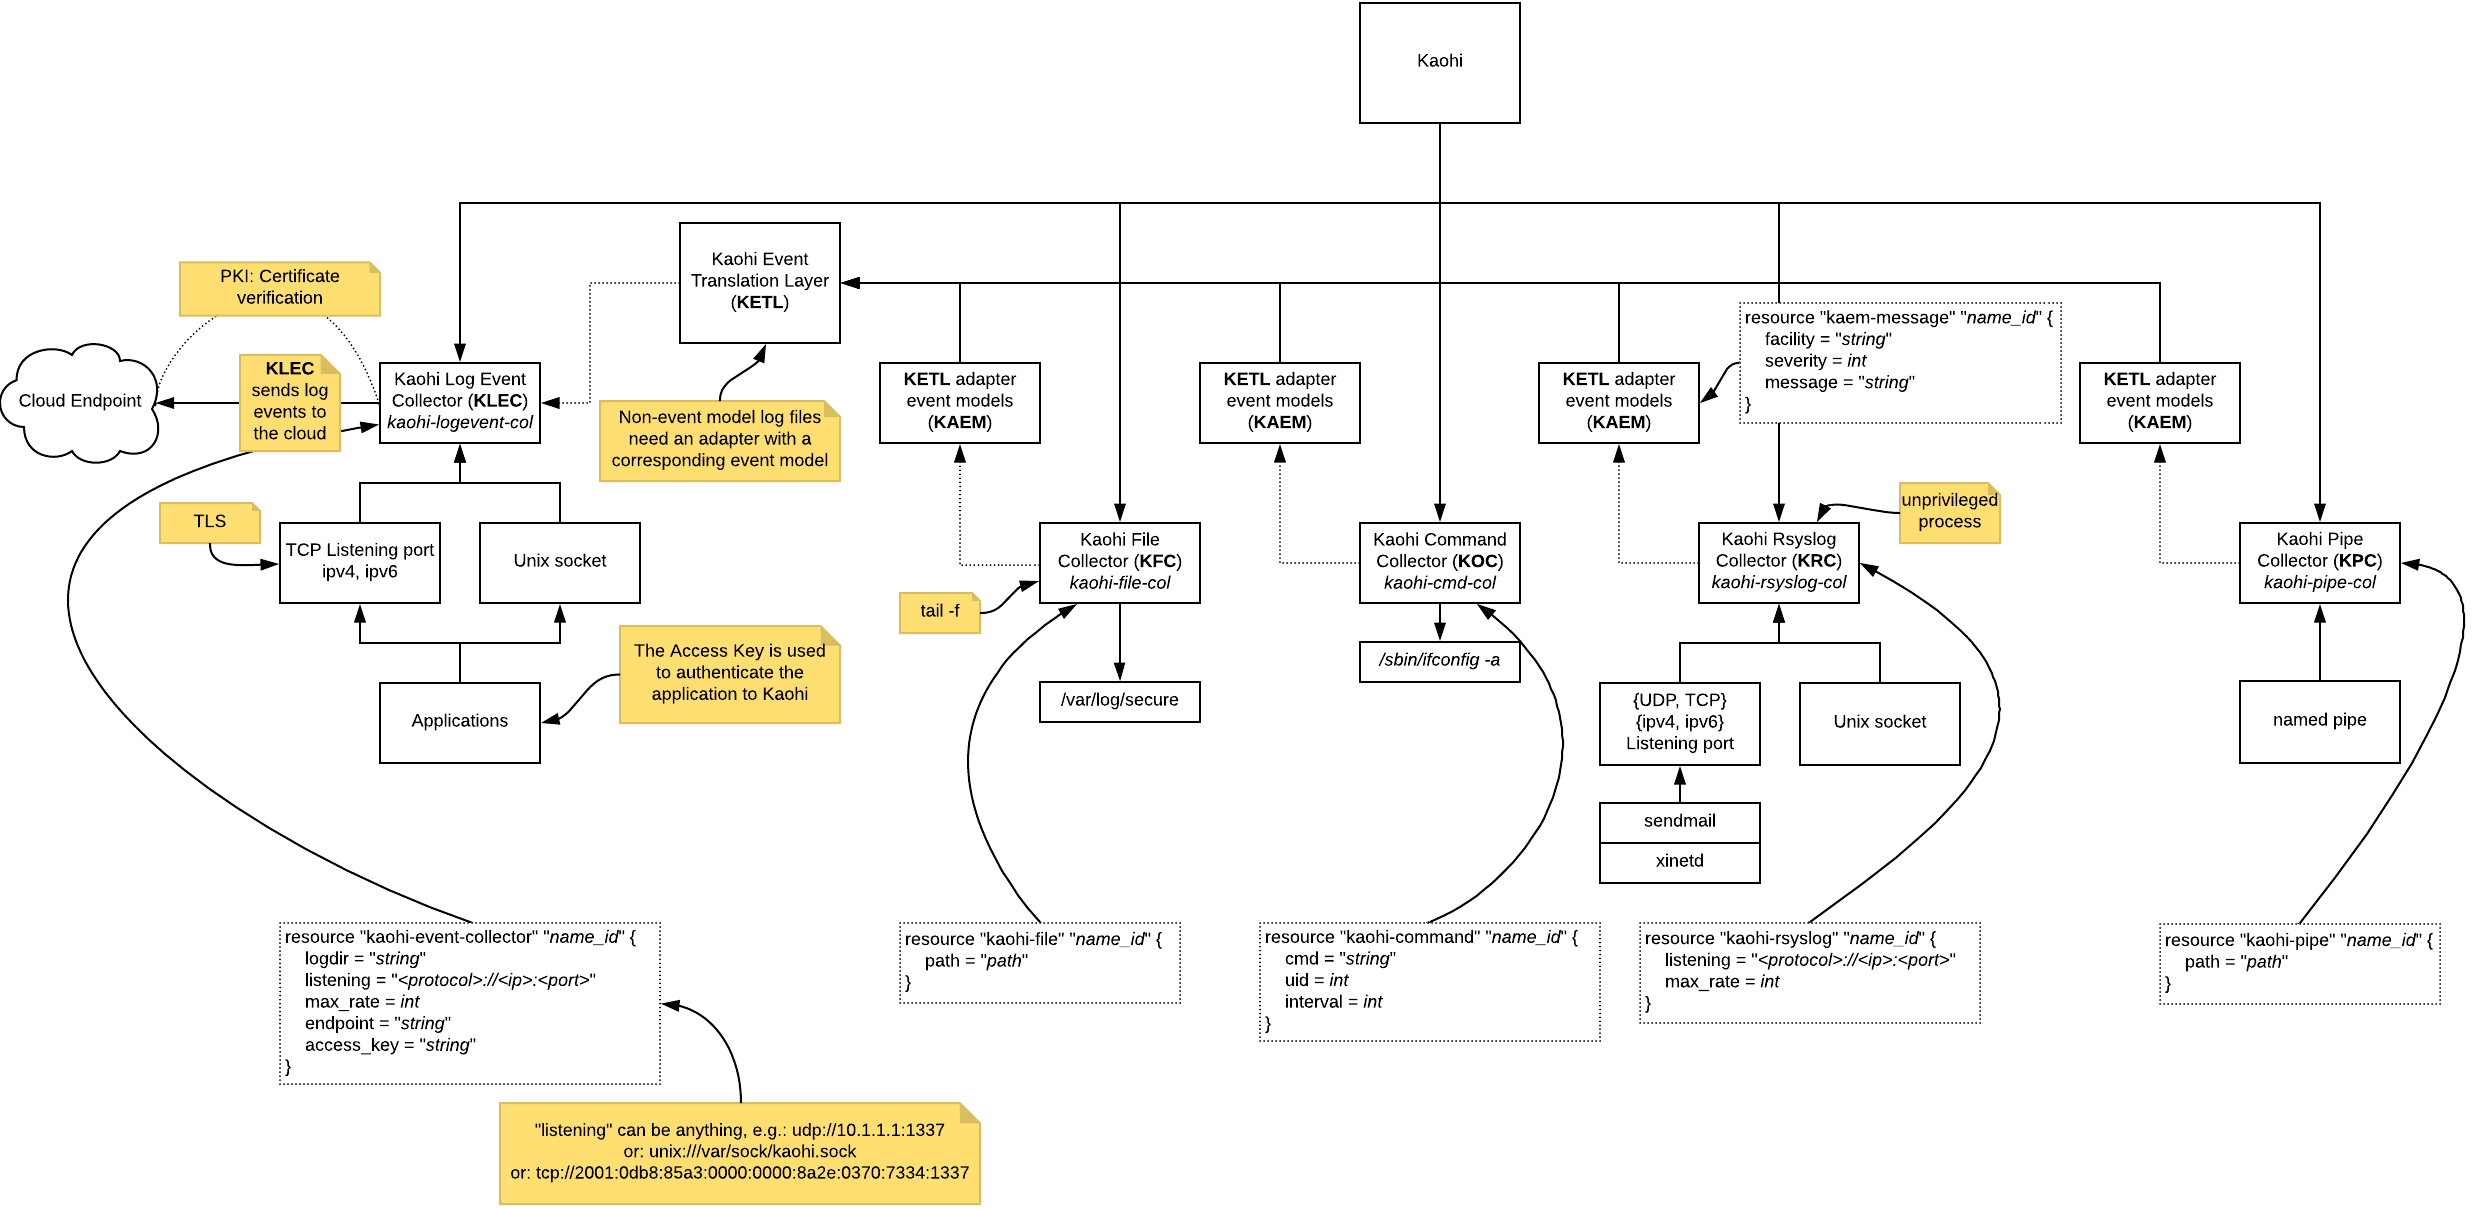 Kaohi
Kaohi Event
Translation Layer
(KETL)
PKI: Certificate
verification
Cloud Endpoint
KLEC
sends log
events to
the cloud
Kaohi Log Event
Collector (KLEC)
kaohi-logevent-col
Non-event model log files
need an adapter with a
corresponding event model
KETL adapter
event models
(KAEM)
KETL adapter
event models
(KAEM)
KETL adapter
event models
(KAEM)
resource "kaem-message" "name_id" {
facility = "string"
severity = int
message = "string"
}
KETL adapter
event models
(KAEM)
TLS
TCP Listening port
ipv4, ipv6
Unix socket
Kaohi File
Collector (KFC)
kaohi-file-col
Kaohi Command
Collector (KOC)
kaohi-cmd-col
Kaohi Rsyslog
Collector (KRC)
kaohi-rsyslog-col
unprivileged
process
Kaohi Pipe
Collector (KPC)
kaohi-pipe-col
tail -f
The Access Key is used
to authenticate the
application to Kaohi
Applications
/var/log/secure
/sbin/ifconfig -a
{UDP, TCP}
{ipv4, ipv6}
Listening port
Unix socket
named pipe
sendmail
xinetd
resource "kaohi-event-collector" "name_id" {
logdir = "string"
listening = "<protocol>://<ip>:<port>"
max_rate = int
endpoint = "string"
access_key = "string"
}
resource "kaohi-file" "name_id" {
path = "path"
}
resource "kaohi-command" "name_id" {
cmd = "string"
uid = int
interval = int
}
resource "kaohi-rsyslog" "name_id" {
listening = "<protocol>://<ip>:<port>"
max_rate = int
}
resource "kaohi-pipe" "name_id" {
path = "path"
}
"listening" can be anything, e.g.: udp://10.1.1.1:1337
or: unix:///var/sock/kaohi.sock
or: tcp://2001:0db8:85a3:0000:0000:8a2e:0370:7334:1337